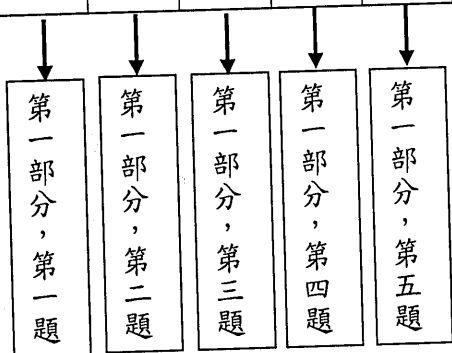 第一部分，第一題
第一部分，第二題
第一部分，第三題
第一部分，第四題
第一部分，第五題